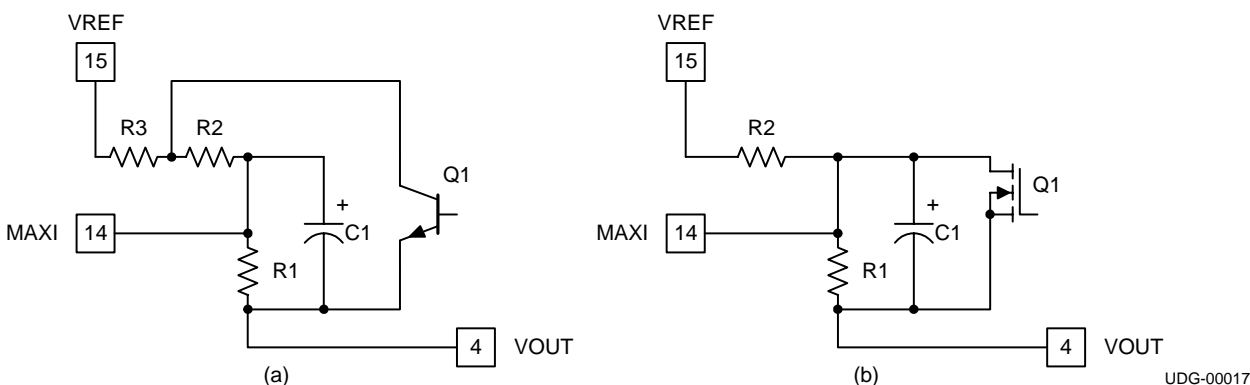 VREF
15
R3
R2
Q1
+
C1
MAXI
14
R1
4
VOUT
(a)
VREF
15
R2
Q1
+
C1
MAXI
14
R1
4
VOUT
(b)
UDG-00017